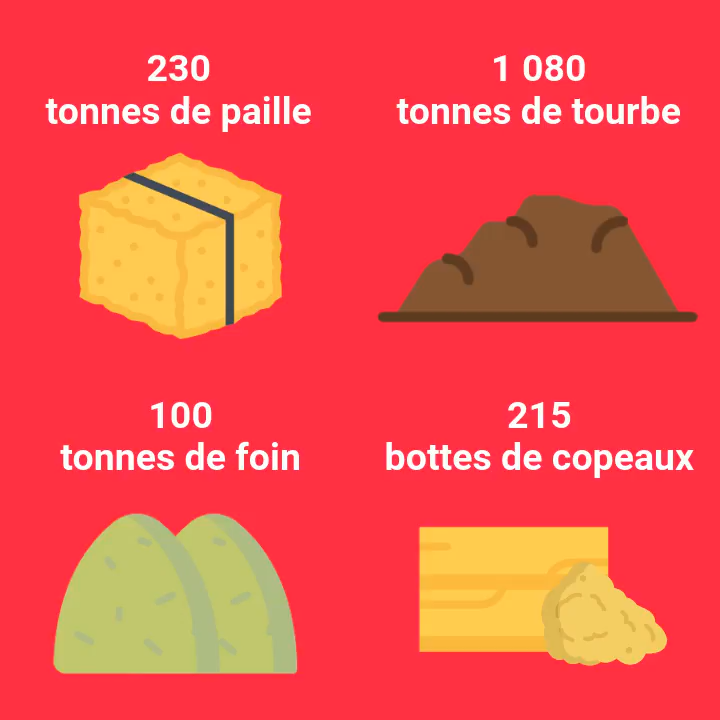 230
tonnes de paille
1 080
tonnes de tourbe
100
tonnes de foin
215
bottes de copeaux